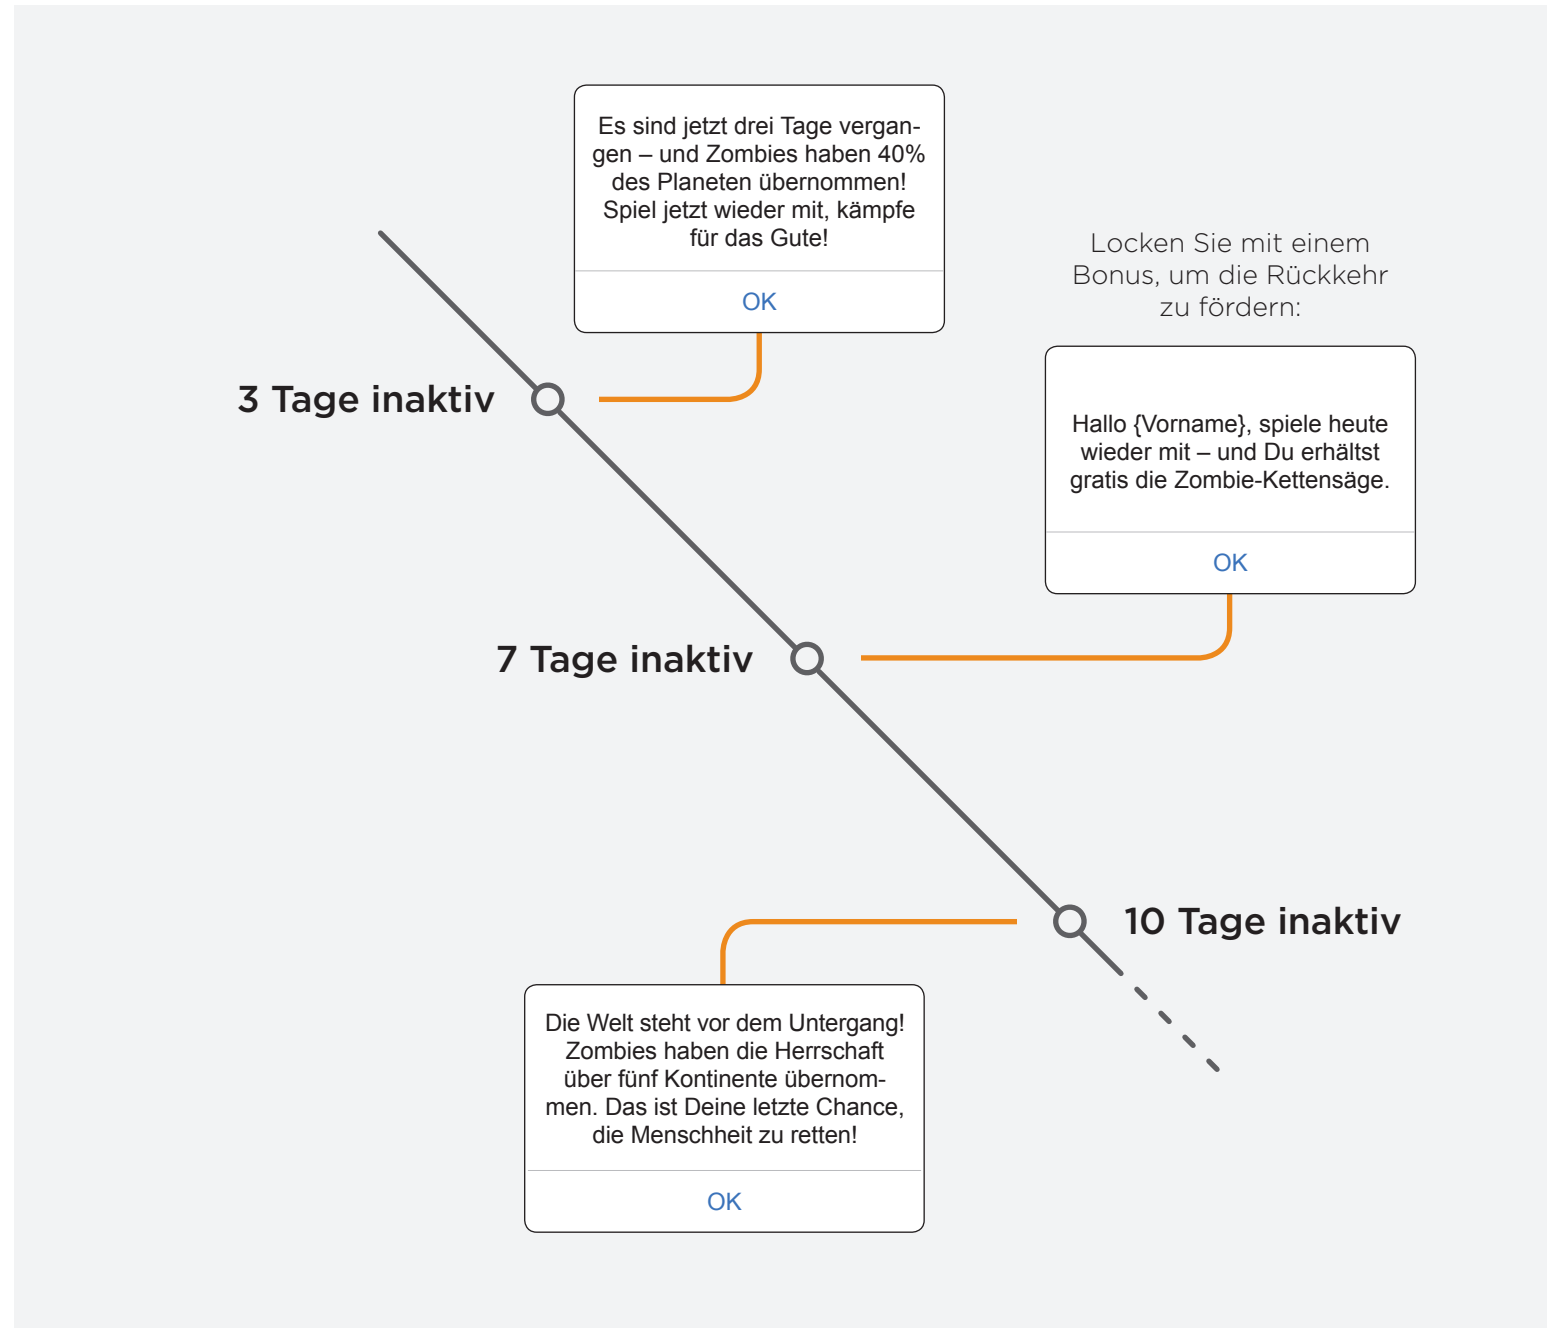 Es sind jetzt drei Tage vergan-
gen – und Zombies haben 40%
des Planeten übernommen!
Spiel jetzt wieder mit, kämpfe
für das Gute!
OK
3 Tage inaktiv
Locken Sie mit einem
Bonus, um die Rückkehr
zu fördern:
Hallo {Vorname}, spiele heute
wieder mit – und Du erhältst
gratis die Zombie-Kettensäge.
OK
7 Tage inaktiv
10 Tage inaktiv
Die Welt steht vor dem Untergang!
Zombies haben die Herrschaft
über fünf Kontinente übernom-
men. Das ist Deine letzte Chance,
die Menschheit zu retten!
OK